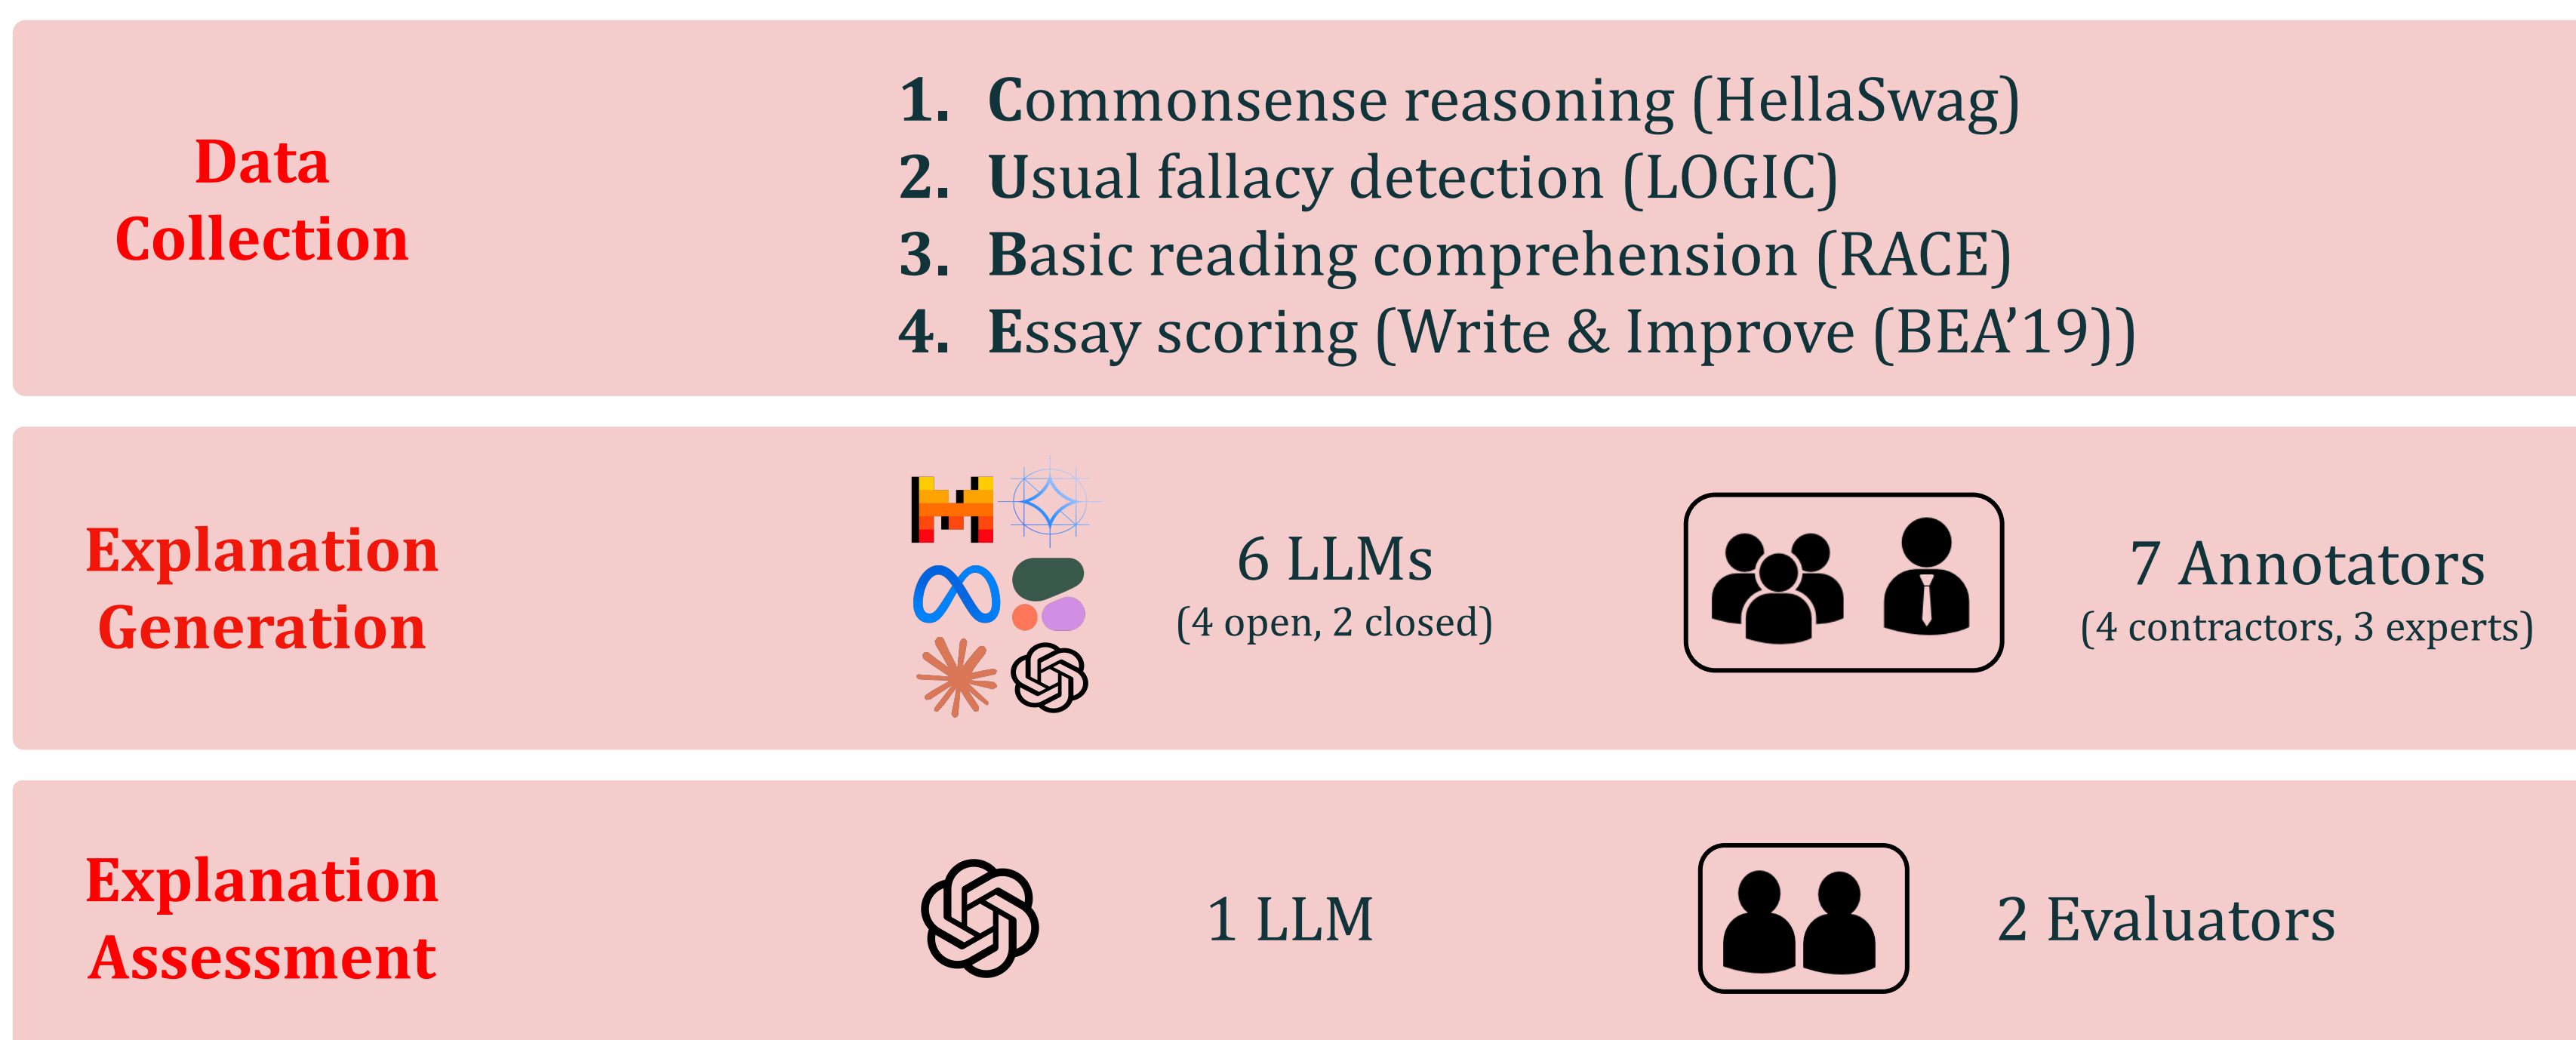 Data
Collection
1. Commonsense reasoning (HellaSwag)
2. Usual fallacy detection (LOGIC)
3. Basic reading comprehension (RACE)
4. Essay scoring (Write & Improve (BEA’19))
Explanation
Generation
6 LLMs
(4 open, 2 closed)
7 Annotators
(4 contractors, 3 experts)
Explanation
Assessment
1 LLM
2 Evaluators